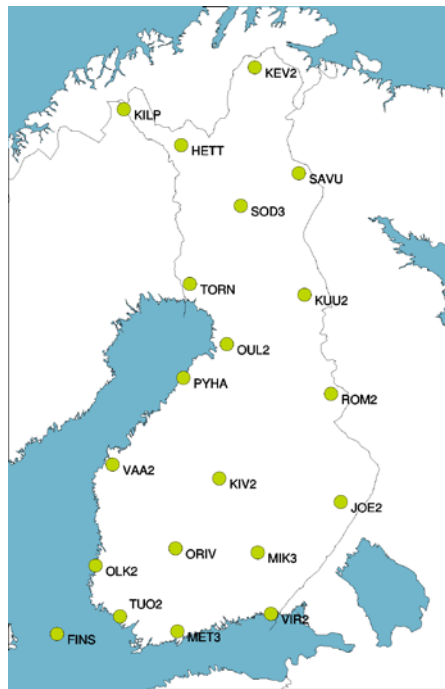 KEV2
KILP
HETT
SAVU
SOD3
TORN
KUU2
OUL2
PYHA
ROM2
VAA2
KIV2
JOE2
ORIV
MIK3
OLK2
TUO2
VIR2
MET3
FINS